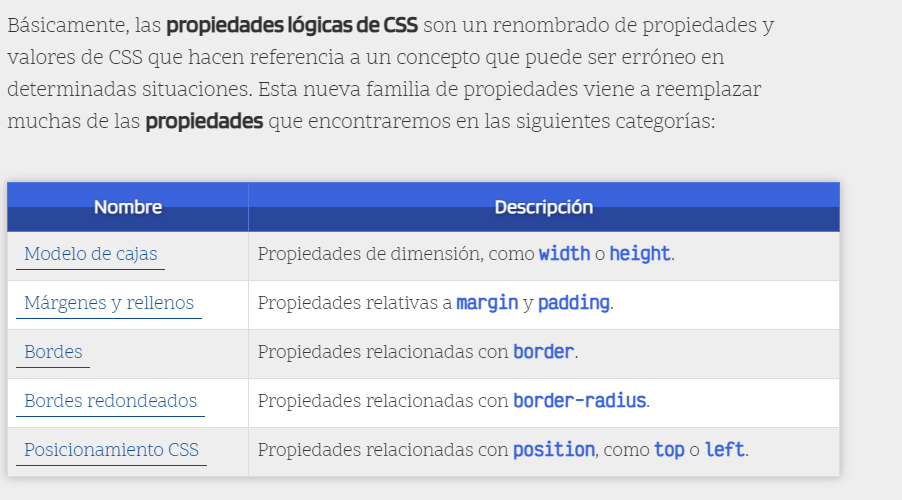 Básicamente, las propiedades lógicas de CSS son un renombrado de propiedades y
valores de CSS que hacen referencia a un concepto que puede ser erróneo en
determinadas situaciones. Esta nueva familia de propiedades viene a reemplazar
muchas de las propiedades que encontraremos en las siguientes categorías:
Nombre Descripción
Modelo de cajas Propiedades de dimensión, como width o height.
Márgenes y rellenos Propiedades relativas a margin y padding.
Bordes Propiedades relacionadas con border.
Bordes redondeados Propiedades relacionadas con border-radius.
Posicionamiento CSS Propiedades relacionadas con position, como top o left.